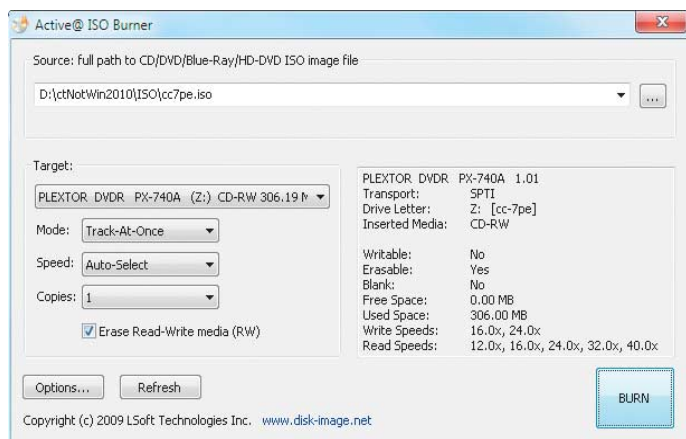 Active@ ISO Burner
Source: full path to CD/DVD/Blue-Ray/HD-DVD ISO image file
D:\ctNotWin2010\ISO\cc7pe.iso
...
Target:
PLEXTOR DVDR PX-740A (Z:) CD-RW 306.19 M
Mode: Track-At-Once
Speed: Auto-Select
Copies: 1
Erase Read-Write media (RW)
PLEXTOR DVDR PX-740A 1.01
Transport: SPTI
Drive Letter: Z: [cc-7pe]
Inserted Media: CD-RW
Writable: No
Erasable: Yes
Blank: No
Free Space: 0.00 MB
Used Space: 306.00 MB
Write Speeds: 16.0x, 24.0x
Read Speeds: 12.0x, 16.0x, 24.0x, 32.0x, 40.0x
Options... Refresh
BURN
Copyright (c) 2009 LSoft Technologies Inc. www.disk-image.net